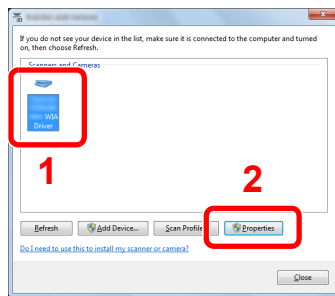 If you do not see your device in the list, make sure it is connected to the computer and turned
on, then choose Refresh.
Scanners and Cameras
WIA
Driver
1
2
Refresh
Add Device...
Scan Profile
Properties
Do I need to use this to install my scanner or camera?
Close